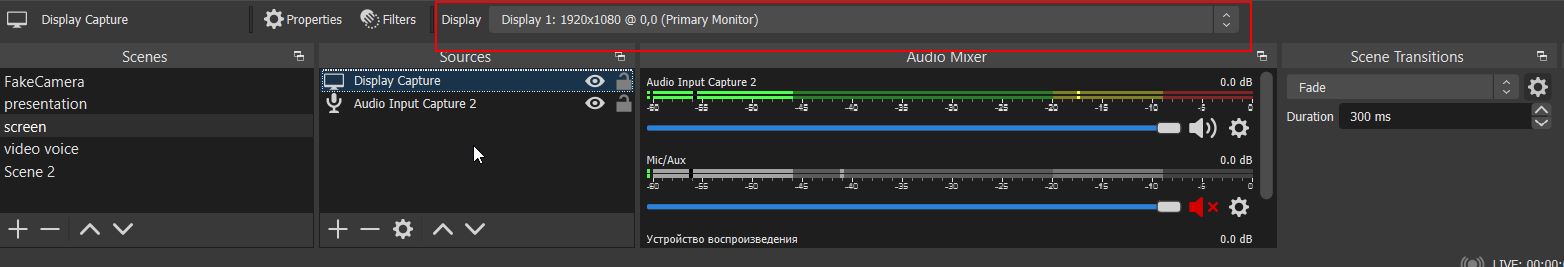 Display Capture
Properties
Filters
Display
Display 1: 1920x1080 @ 0,0 (Primary Monitor)
Scenes
FakeCamera
presentation
screen
video voice
Scene 2
Sources
Display Capture
Audio Input Capture 2
Audio Mixer
Audio Input Capture 2
0.0 dB
-60 -55 -50 -45 -40 -35 -30 -25 -20 -15 -10 -5 0
Mic/Aux
0.0 dB
-60 -55 -50 -45 -40 -35 -30 -25 -20 -15 -10 -5 0
Устройство воспроизведения
0.0 dB
Scene Transitions
Fade
Duration
300 ms
LIVE: 00:00: